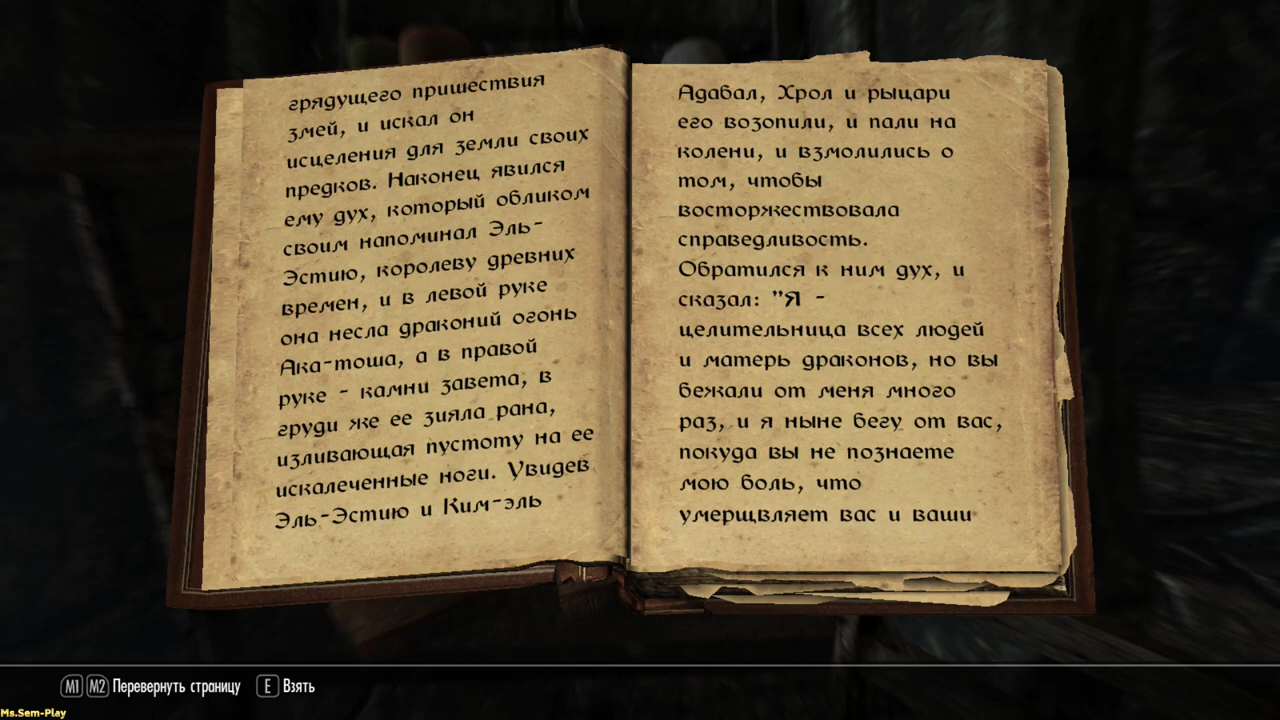 грядущего пришествия
змей, и искал он
исцеления для земли своих
предков. Наконец явился
ему дух, который обликом
своим напоминал Эль-
Эстию, королеву древних
времен, и в левой руке
она несла драконий огонь
Ака-тоша, а в правой
руке - камни завета, в
груди же ее зияла рана,
изливающая пустоту на ее
искалеченные ноги. Увидев
Эль-Эстию и Ким-эль
Адабал, Хрол и рыцари
его возопили, и пали на
колени, и взмолились о
том, чтобы
восторжествовала
справедливость.
Обратился к ним дух, и
сказал: "Я -
целительница всех людей
и матерь драконов, но вы
бежали от меня много
раз, и я ныне бегу от вас,
покуда вы не познаете
мою боль, что
умерщвляет вас и ваши
M1 M2 Перевернуть страницу E Взять
Ms.Sem-Play